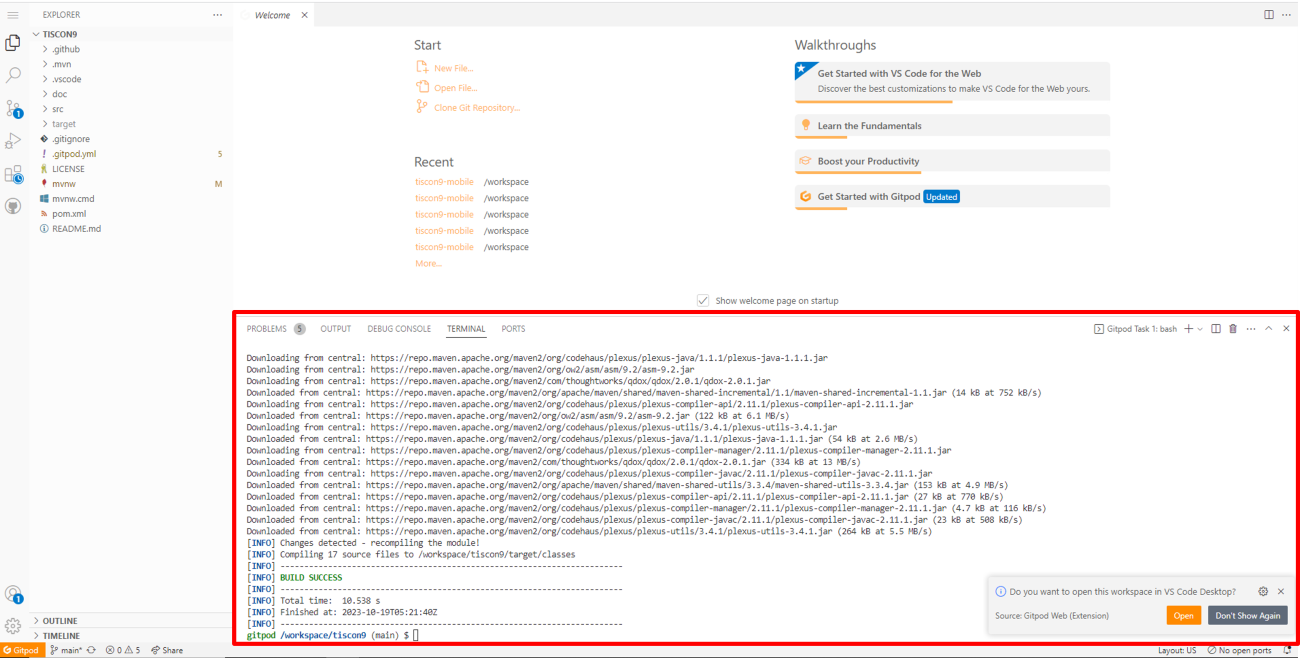 EXPLORER
TISCON9
.github
.mvn
.vscode
doc
src
target
.gitignore
.gitpod.yml 5
LICENSE
mvnw M
mvnw.cmd
pom.xml
README.md
OUTLINE
TIMELINE
1
1
Welcome
Start
New File...
Open File...
Clone Git Repository...
Recent
tiscon9-mobile /workspace
tiscon9-mobile /workspace
tiscon9-mobile /workspace
tiscon9-mobile /workspace
tiscon9-mobile /workspace
More...
Walkthroughs
Get Started with VS Code for the Web
Discover the best customizations to make VS Code for the Web yours.
Learn the Fundamentals
Boost your Productivity
Get Started with Gitpod Updated
Show welcome page on startup
PROBLEMS 5 OUTPUT DEBUG CONSOLE TERMINAL PORTS
Gitpod Task 1: bash
Downloading from central: https://repo.maven.apache.org/maven2/org/codehaus/plexus/plexus-java/1.1.1/plexus-java-1.1.1.jar
Downloading from central: https://repo.maven.apache.org/maven2/org/ow2/asm/asm/9.2/asm-9.2.jar
Downloading from central: https://repo.maven.apache.org/maven2/com/thoughtworks/qdox/qdox/2.0.1/qdox-2.0.1.jar
Downloaded from central: https://repo.maven.apache.org/maven2/org/apache/maven/shared/maven-shared-incremental/1.1/maven-shared-incremental-1.1.jar (14 kB at 752 kB/s)
Downloading from central: https://repo.maven.apache.org/maven2/org/codehaus/plexus/plexus-compiler-api/2.11.1/plexus-compiler-api-2.11.1.jar
Downloaded from central: https://repo.maven.apache.org/maven2/org/ow2/asm/asm/9.2/asm-9.2.jar (122 kB at 6.1 MB/s)
Downloading from central: https://repo.maven.apache.org/maven2/org/codehaus/plexus/plexus-utils/3.4.1/plexus-utils-3.4.1.jar
Downloaded from central: https://repo.maven.apache.org/maven2/org/codehaus/plexus/plexus-java/1.1.1/plexus-java-1.1.1.jar (54 kB at 2.6 MB/s)
Downloading from central: https://repo.maven.apache.org/maven2/org/codehaus/plexus/plexus-compiler-manager/2.11.1/plexus-compiler-manager-2.11.1.jar
Downloaded from central: https://repo.maven.apache.org/maven2/com/thoughtworks/qdox/qdox/2.0.1/qdox-2.0.1.jar (334 kB at 13 MB/s)
Downloading from central: https://repo.maven.apache.org/maven2/org/codehaus/plexus/plexus-compiler-javac/2.11.1/plexus-compiler-javac-2.11.1.jar
Downloaded from central: https://repo.maven.apache.org/maven2/org/apache/maven/shared/maven-shared-utils/3.3.4/maven-shared-utils-3.3.4.jar (153 kB at 4.9 MB/s)
Downloaded from central: https://repo.maven.apache.org/maven2/org/codehaus/plexus/plexus-compiler-api/2.11.1/plexus-compiler-api-2.11.1.jar (27 kB at 770 kB/s)
Downloaded from central: https://repo.maven.apache.org/maven2/org/codehaus/plexus/plexus-compiler-manager/2.11.1/plexus-compiler-manager-2.11.1.jar (4.7 kB at 116 kB/s)
Downloaded from central: https://repo.maven.apache.org/maven2/org/codehaus/plexus/plexus-compiler-javac/2.11.1/plexus-compiler-javac-2.11.1.jar (23 kB at 508 kB/s)
Downloaded from central: https://repo.maven.apache.org/maven2/org/codehaus/plexus/plexus-utils/3.4.1/plexus-utils-3.4.1.jar (264 kB at 5.5 MB/s)
[INFO] Changes detected - recompiling the module!
[INFO] Compiling 17 source files to /workspace/tiscon9/target/classes
[INFO] ------------------------------------------------------------------------
[INFO] BUILD SUCCESS
[INFO] ------------------------------------------------------------------------
[INFO] Total time:  10.538 s
[INFO] Finished at: 2023-10-19T05:21:40Z
[INFO] ------------------------------------------------------------------------
gitpod /workspace/tiscon9 (main) $
Do you want to open this workspace in VS Code Desktop?
Source: Gitpod Web (Extension)
Open
Don't Show Again
Gitpod main* 0 5 Share
Layout: US No open ports